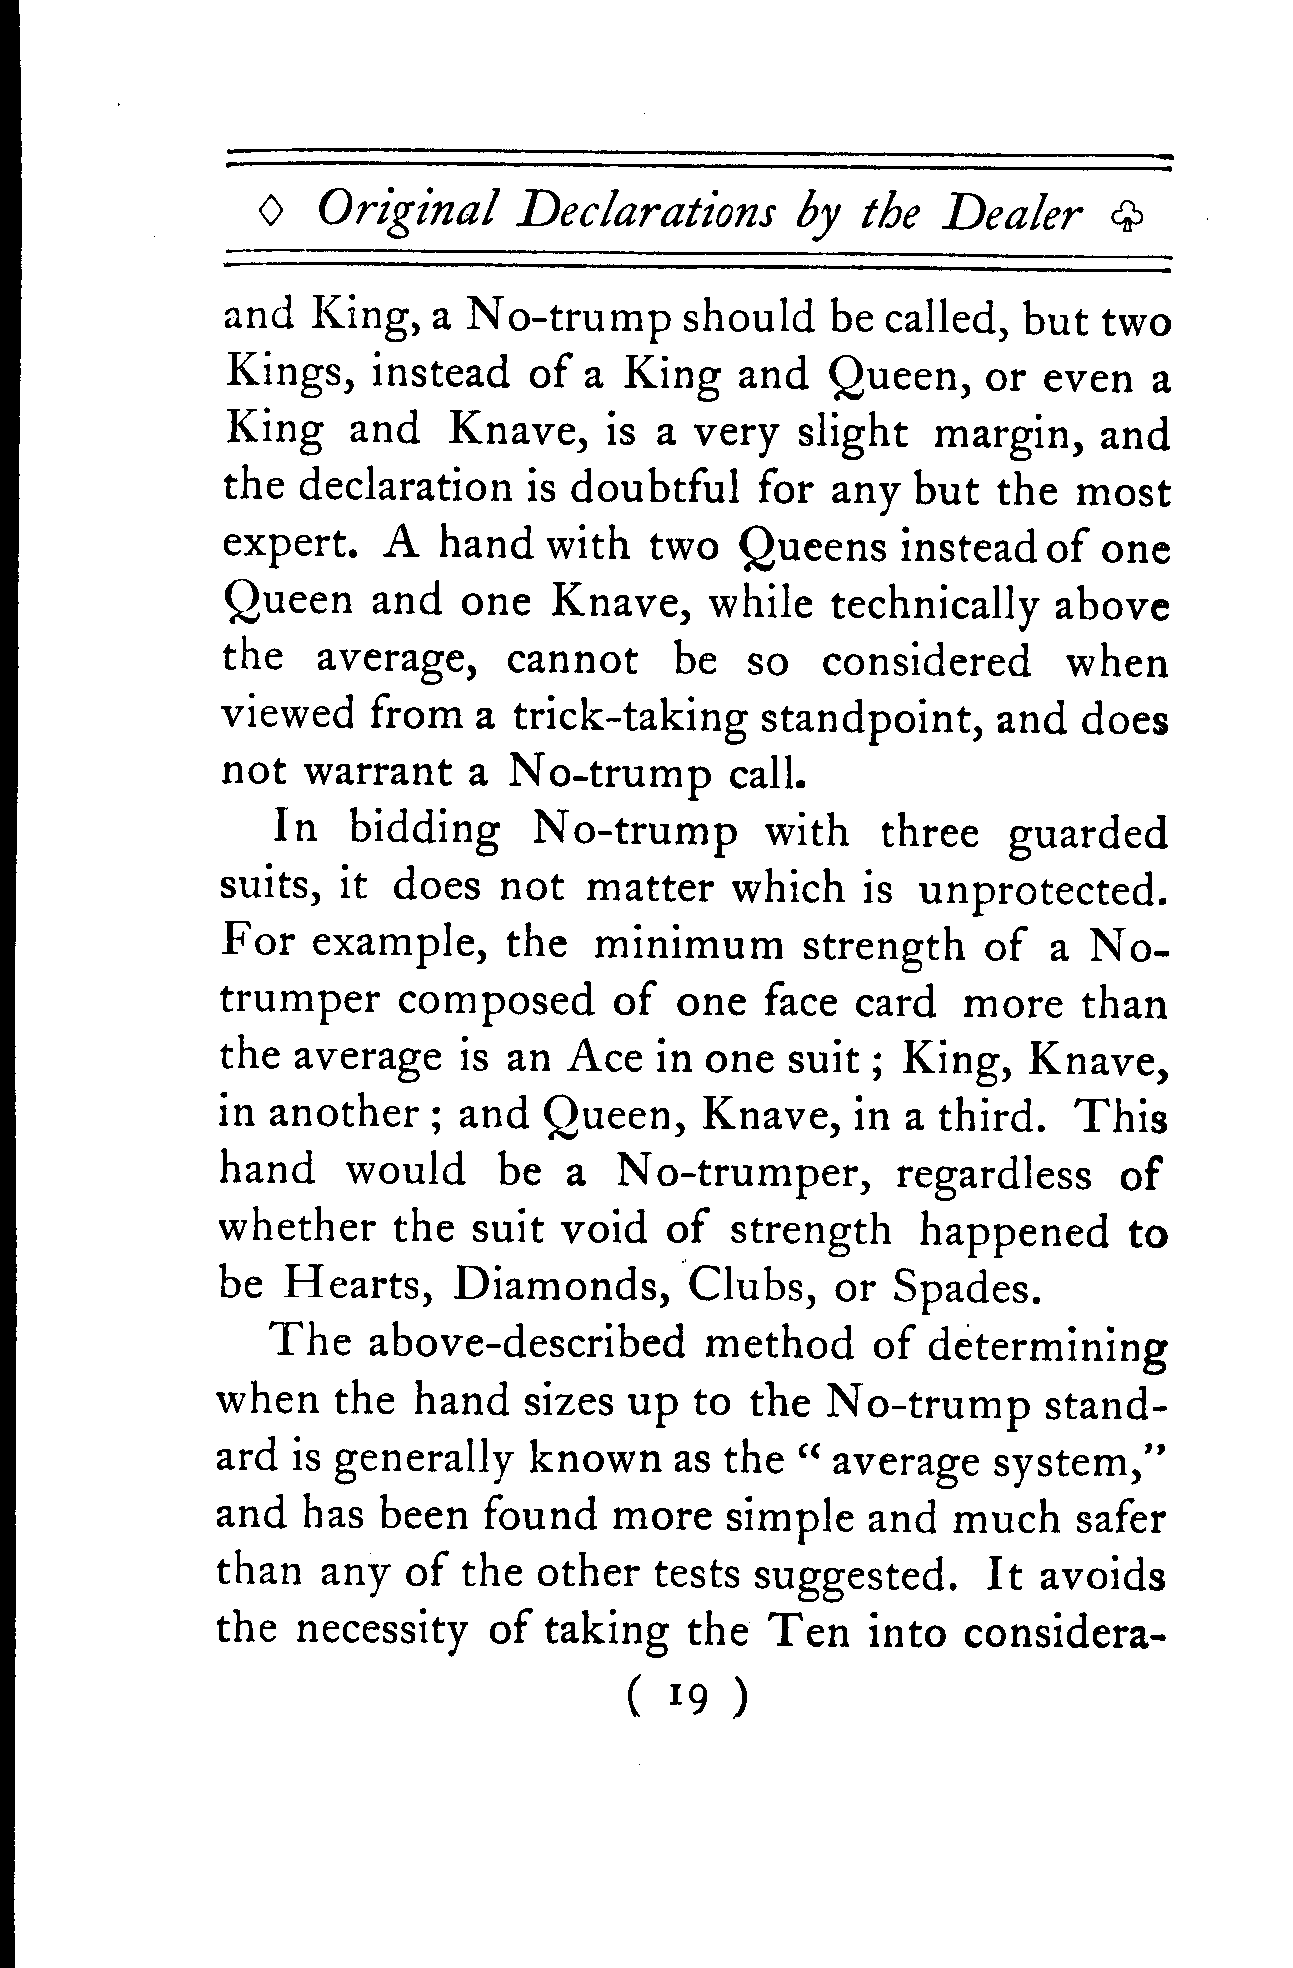 ◊ Original Declarations by the Dealer ♧
and King, a No-trump should be called, but two
Kings, instead of a King and Queen, or even a
King and Knave, is a very slight margin, and
the declaration is doubtful for any but the most
expert. A hand with two Queens instead of one
Queen and one Knave, while technically above
the average, cannot be so considered when
viewed from a trick-taking standpoint, and does
not warrant a No-trump call.
In bidding No-trump with three guarded
suits, it does not matter which is unprotected.
For example, the minimum strength of a No-
trumper composed of one face card more than
the average is an Ace in one suit ; King, Knave,
in another ; and Queen, Knave, in a third. This
hand would be a No-trumper, regardless of
whether the suit void of strength happened to
be Hearts, Diamonds, Clubs, or Spades.
The above-described method of determining
when the hand sizes up to the No-trump stand-
ard is generally known as the " average system,"
and has been found more simple and much safer
than any of the other tests suggested. It avoids
the necessity of taking the Ten into considera-
( 19 )